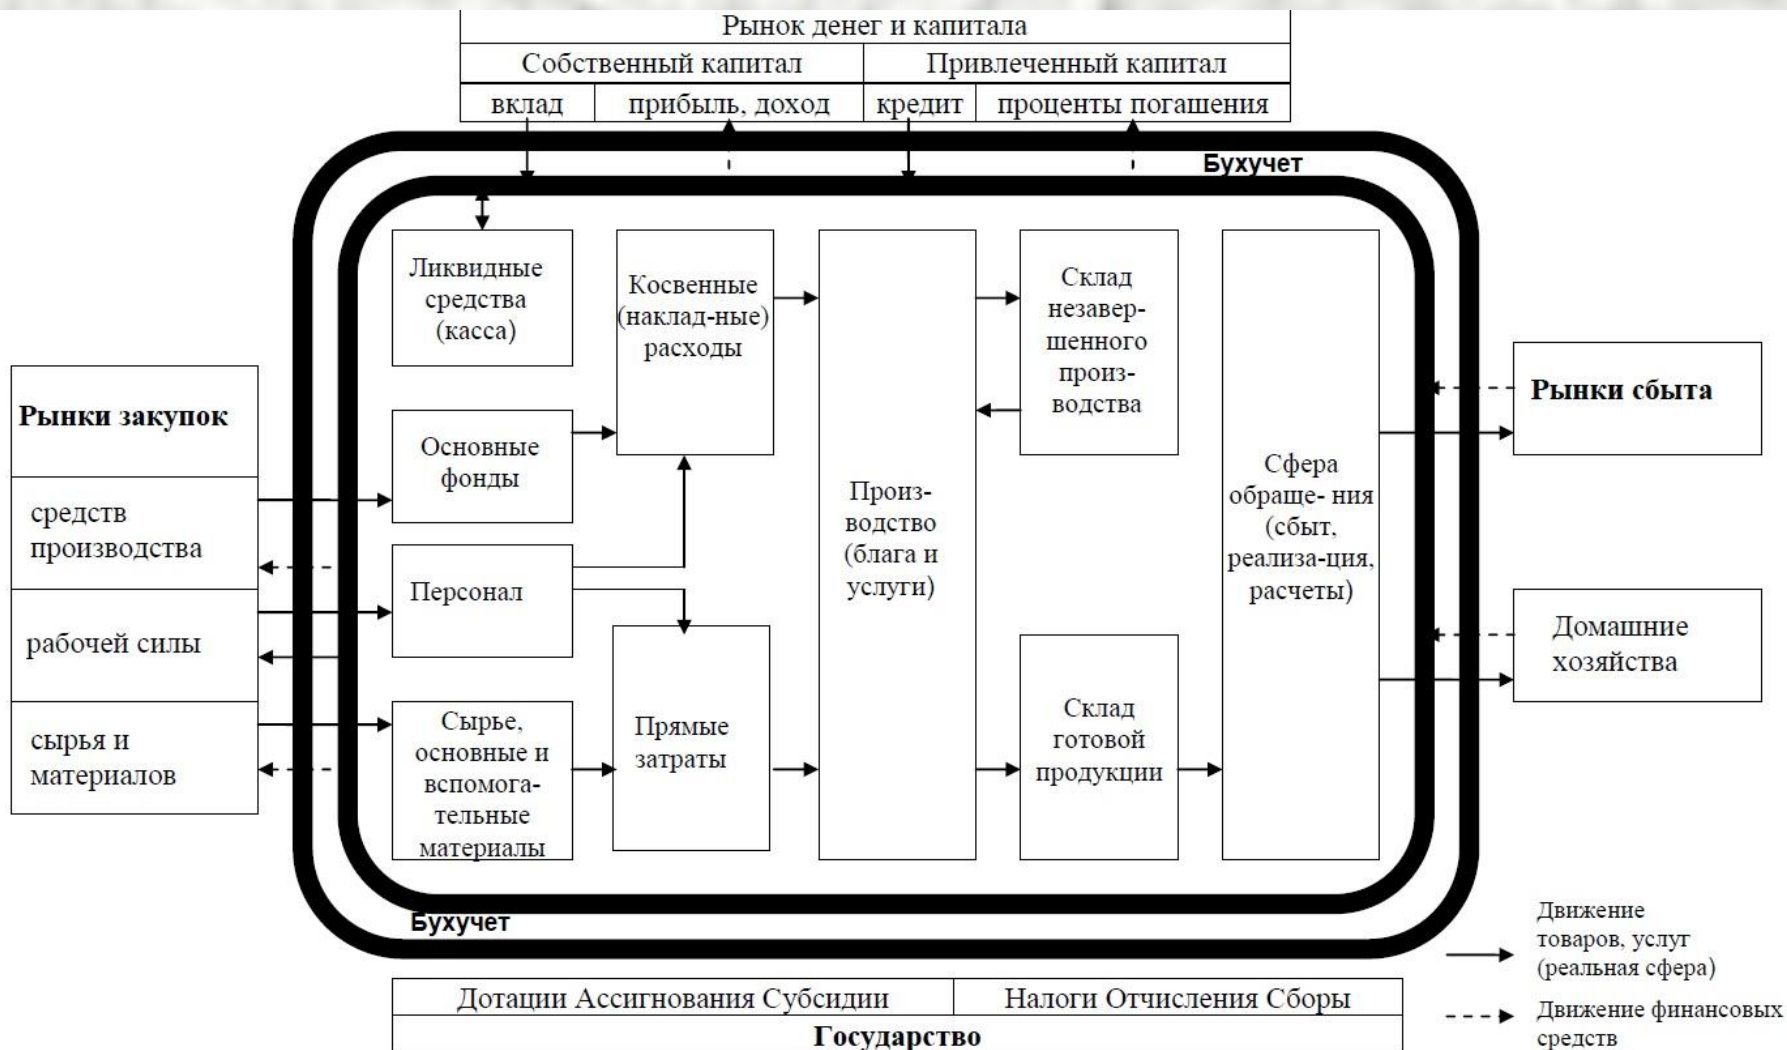 Рынок денег и капитала
Собственный капитал
Привлеченный капитал
вклад
прибыль, доход
кредит
проценты погашения
Бухучет
Ликвидные
средства
(касса)
Косвенные
(наклад-ные)
расходы
Склад
незавер-
шенного
произ-
водства
Рынки закупок
средств
производства
рабочей силы
сырья и
материалов
Основные
фонды
Персонал
Сырье,
основные и
вспомога-
тельные
материалы
Прямые
затраты
Произ-
водство
(блага и
услуги)
Склад
готовой
продукции
Сфера
обраще- ния
(сбыт,
реализа-ция,
расчеты)
Рынки сбыта
Домашние
хозяйства
Бухучет
Дотации Ассигнования Субсидии
Налоги Отчисления Сборы
Государство
Движение
товаров, услуг
(реальная сфера)
Движение финансовых
средств